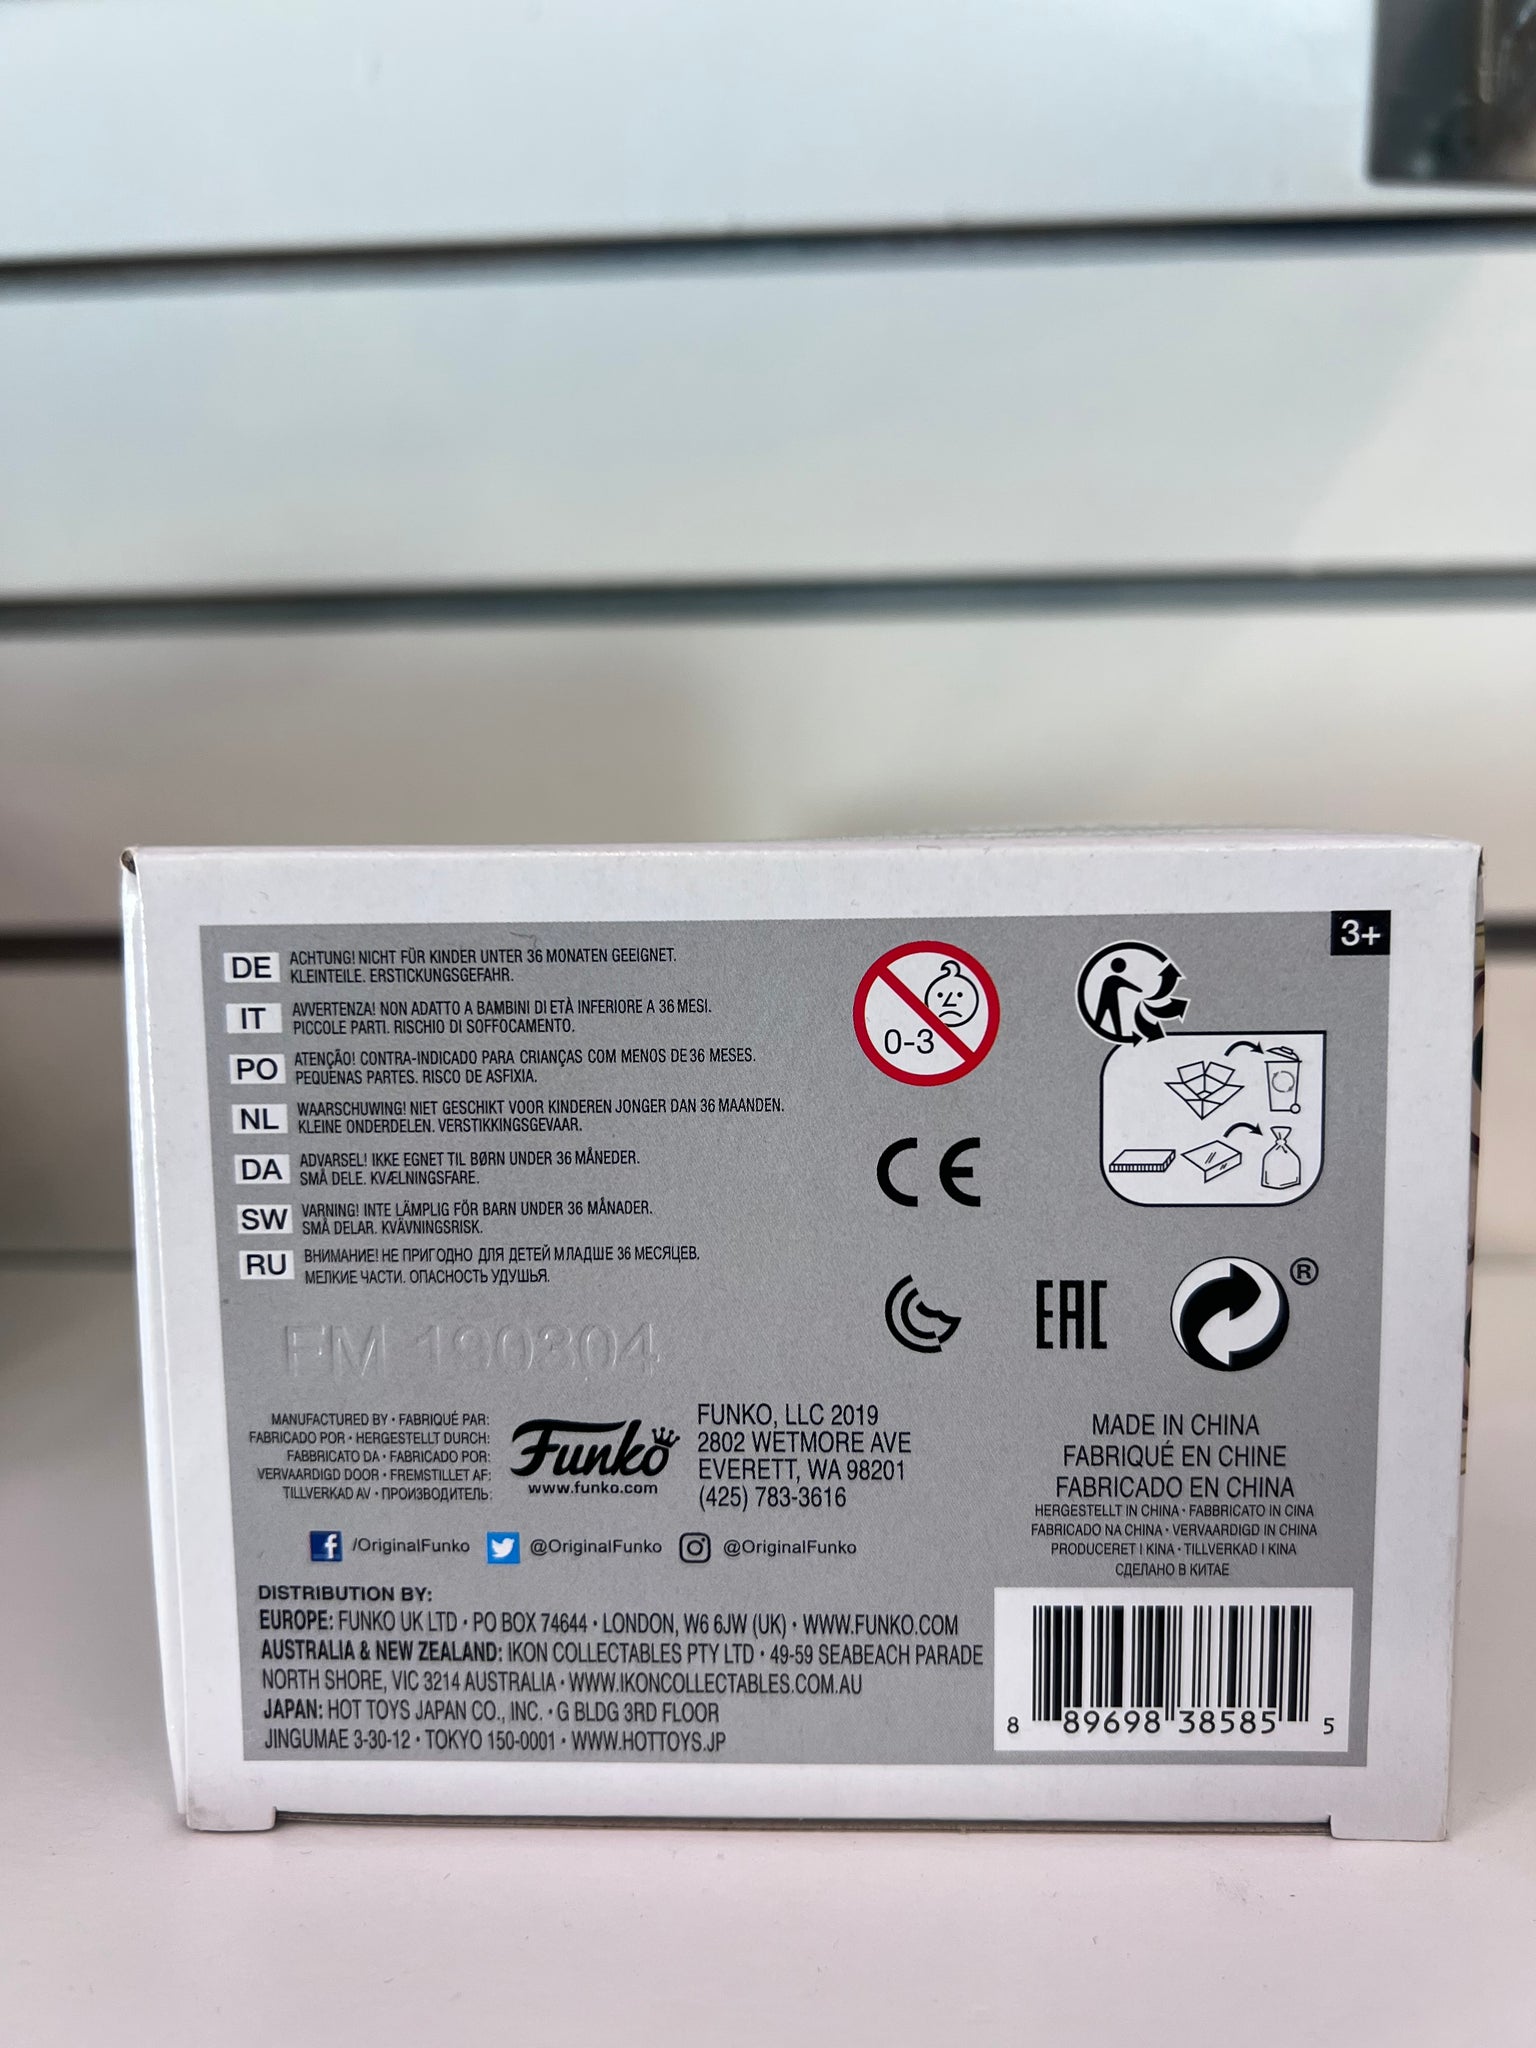 3+
DE ACHTUNG! NICHT FÜR KINDER UNTER 36 MONATEN GEEIGNET.
KLEINTEILE. ERSTICKUNGSGEFAHR.
IT AVVERTENZA! NON ADATTO A BAMBINI DI ETÀ INFERIORE A 36 MESI.
PICCOLE PARTI. RISCHIO DI SOFFOCAMENTO.
PO ATENÇÃO! CONTRA-INDICADO PARA CRIANÇAS COM MENOS DE 36 MESES.
PEQUENAS PARTES. RISCO DE ASFIXIA.
NL WAARSCHUWING! NIET GESCHIKT VOOR KINDEREN JONGER DAN 36 MAANDEN.
KLEINE ONDERDELEN. VERSTIKKINGSGEVAAR.
DA ADVARSEL! IKKE EGNET TIL BØRN UNDER 36 MÅNEDER.
SMÅ DELE. KVÆLNINGSFARE.
SW VARNING! INTE LÄMPLIG FÖR BARN UNDER 36 MÅNADER.
SMÅ DELAR. KVÄVNINGSRISK.
RU ВНИМАНИЕ! НЕ ПРИГОДНО ДЛЯ ДЕТЕЙ МЛАДШЕ 36 МЕСЯЦЕВ.
МЕЛКИЕ ЧАСТИ. ОПАСНОСТЬ УДУШЬЯ.
0-3
CE
EAC
®
FM 190304
MANUFACTURED BY • FABRIQUÉ PAR:
FABRICADO POR • HERGESTELLT DURCH:
FABBRICATO DA • FABRICADO POR:
VERVAARDIGD DOOR • FREMSTILLET AF:
TILLVERKAD AV • ПРОИЗВОДИТЕЛЬ:
Funko
www.funko.com
FUNKO, LLC 2019
2802 WETMORE AVE
EVERETT, WA 98201
(425) 783-3616
MADE IN CHINA
FABRIQUÉ EN CHINE
FABRICADO EN CHINA
HERGESTELLT IN CHINA • FABBRICATO IN CINA
FABRICADO NA CHINA • VERVAARDIGD IN CHINA
PRODUCERET I KINA • TILLVERKAD I KINA
СДЕЛАНО В КИТАЕ
f /OriginalFunko @OriginalFunko @OriginalFunko
DISTRIBUTION BY:
EUROPE: FUNKO UK LTD • PO BOX 74644 • LONDON, W6 6JW (UK) • WWW.FUNKO.COM
AUSTRALIA & NEW ZEALAND: IKON COLLECTABLES PTY LTD • 49-59 SEABEACH PARADE
NORTH SHORE, VIC 3214 AUSTRALIA • WWW.IKONCOLLECTABLES.COM.AU
JAPAN: HOT TOYS JAPAN CO., INC. • G BLDG 3RD FLOOR
JINGUMAE 3-30-12 • TOKYO 150-0001 • WWW.HOTTOYS.JP
8 89698 38585 5